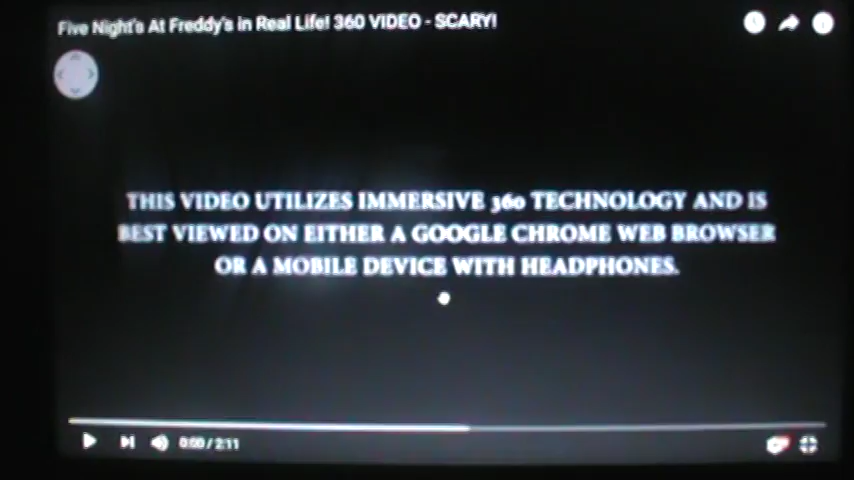 Five Night's At Freddy's in Real Life! 360 VIDEO - SCARY!
THIS VIDEO UTILIZES IMMERSIVE 360 TECHNOLOGY AND IS
BEST VIEWED ON EITHER A GOOGLE CHROME WEB BROWSER
OR A MOBILE DEVICE WITH HEADPHONES.
0:00 / 2:11